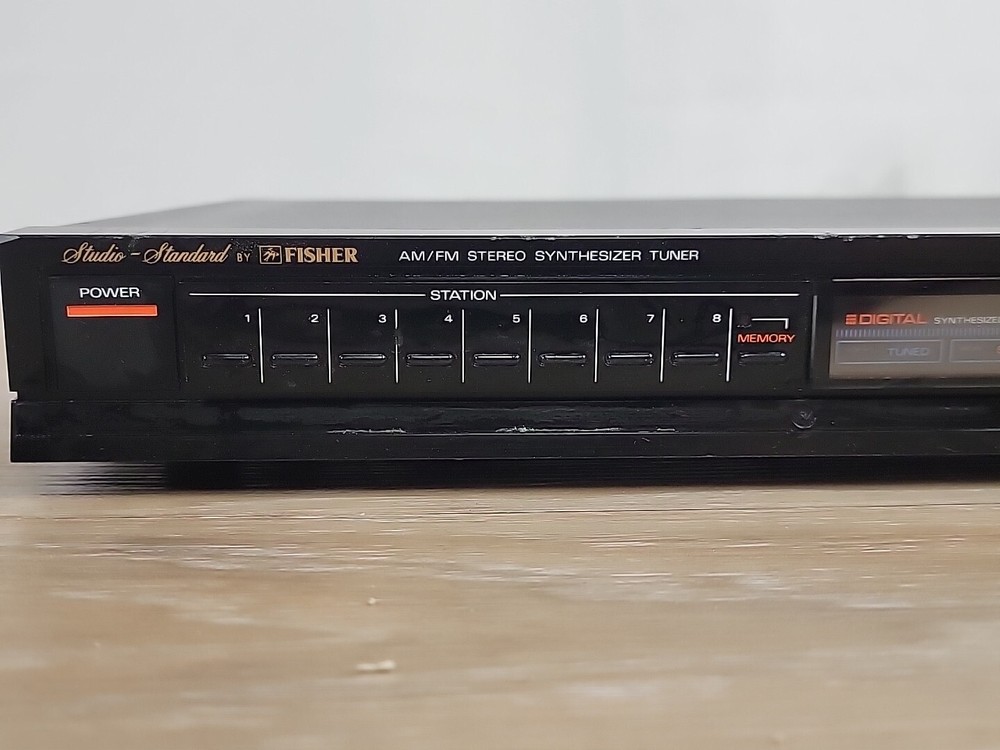 Studio-Standard BY FISHER AM/FM STEREO SYNTHESIZER TUNER
POWER
STATION
1 2 3 4 5 6 7 8
MEMORY
DIGITAL SYNTHESIZER
TUNED